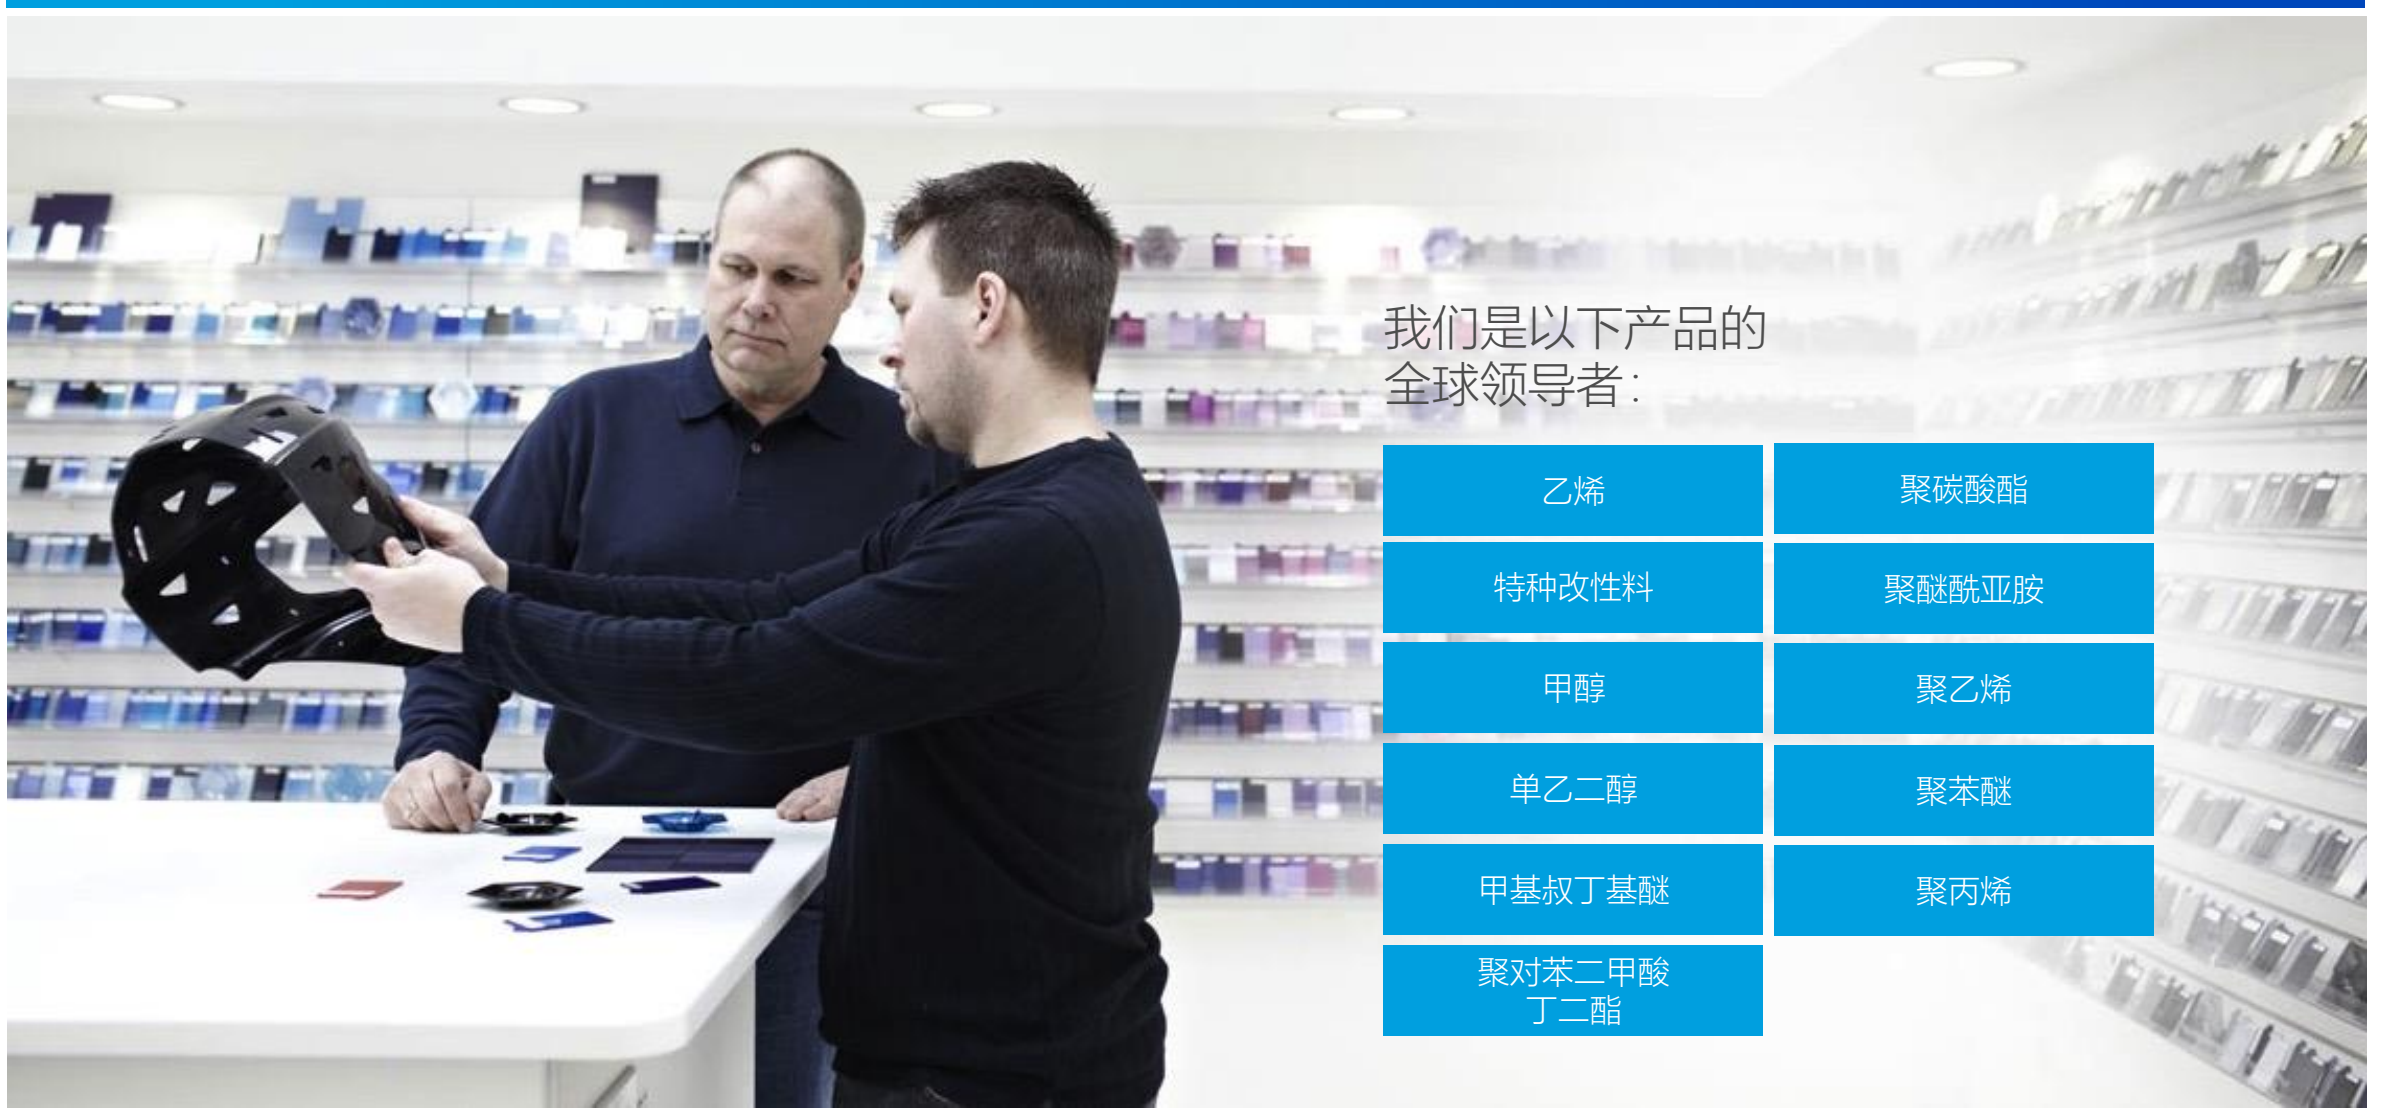 我们是以下产品的
全球领导者:
乙烯
聚碳酸酯
特种改性料
聚醚酰亚胺
甲醇
聚乙烯
单乙二醇
聚苯醚
甲基叔丁基醚
聚丙烯
聚对苯二甲酸
丁二酯